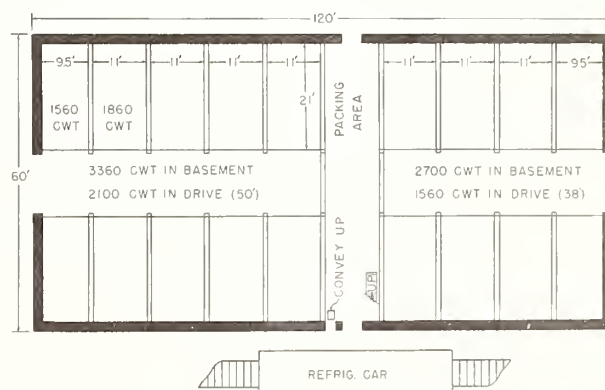 120'
9.5' 11' 11' 11' 11' 11' 11' 11' 9.5'
1560 CWT
1860 CWT
21'
PACKING AREA
60'
3360 CWT IN BASEMENT
2100 CWT IN DRIVE (50')
2700 CWT IN BASEMENT
1560 CWT IN DRIVE (38')
CONVEY UP
UP
REFRIG. CAR